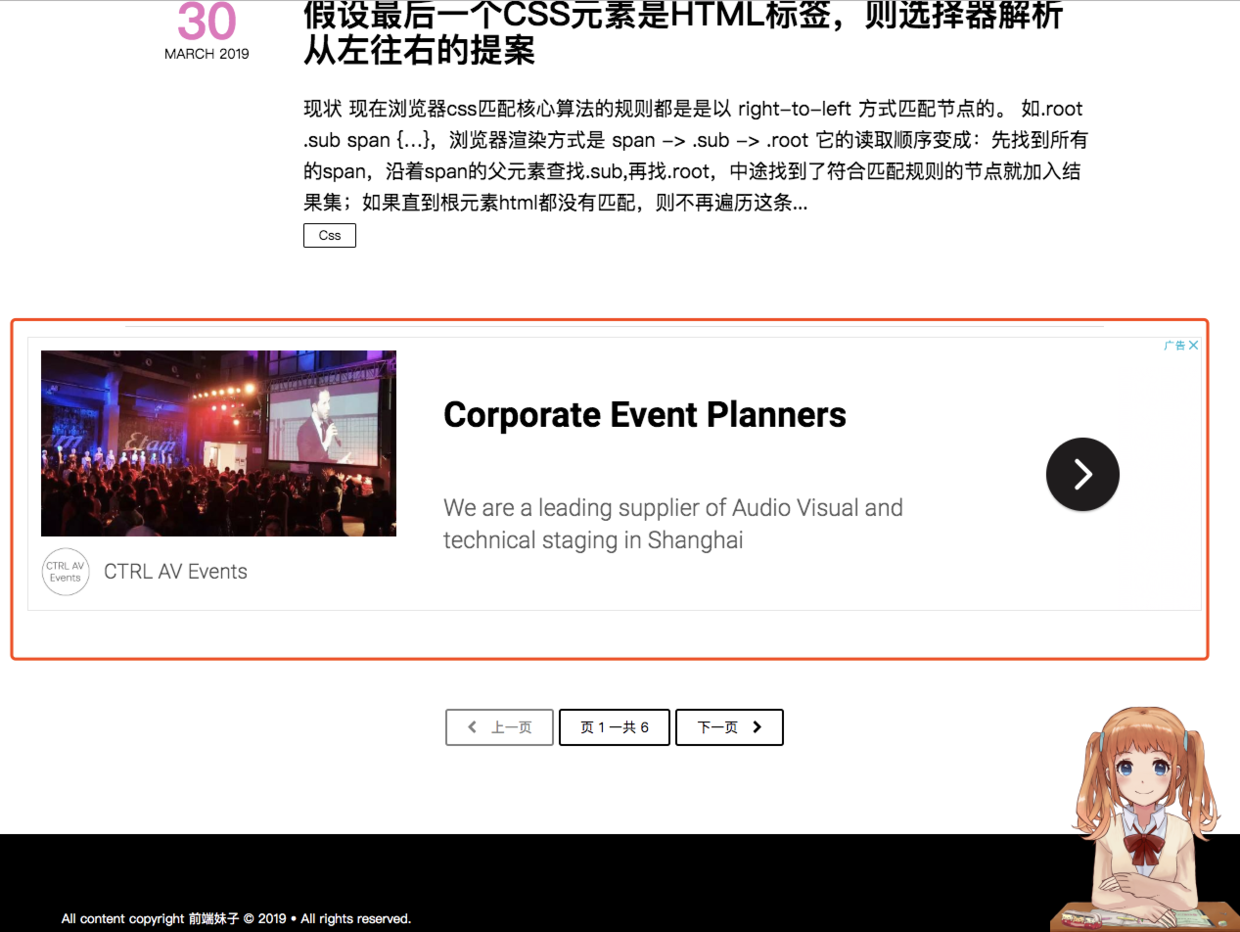 30
MARCH 2019
假设最后一个CSS元素是HTML标签，则选择器解析
从左往右的提案
现状 现在浏览器css匹配核心算法的规则都是是以 right-to-left 方式匹配节点的。 如.root
.sub span {...}，浏览器渲染方式是 span -> .sub -> .root 它的读取顺序变成：先找到所有
的span，沿着span的父元素查找.sub,再找.root，中途找到了符合匹配规则的节点就加入结
果集；如果直到根元素html都没有匹配，则不再遍历这条...
Css
广告
Etam
Corporate Event Planners
We are a leading supplier of Audio Visual and
technical staging in Shanghai
CTRL AV
Events
CTRL AV Events
上一页
页 1 一共 6
下一页
All content copyright 前端妹子 © 2019 • All rights reserved.